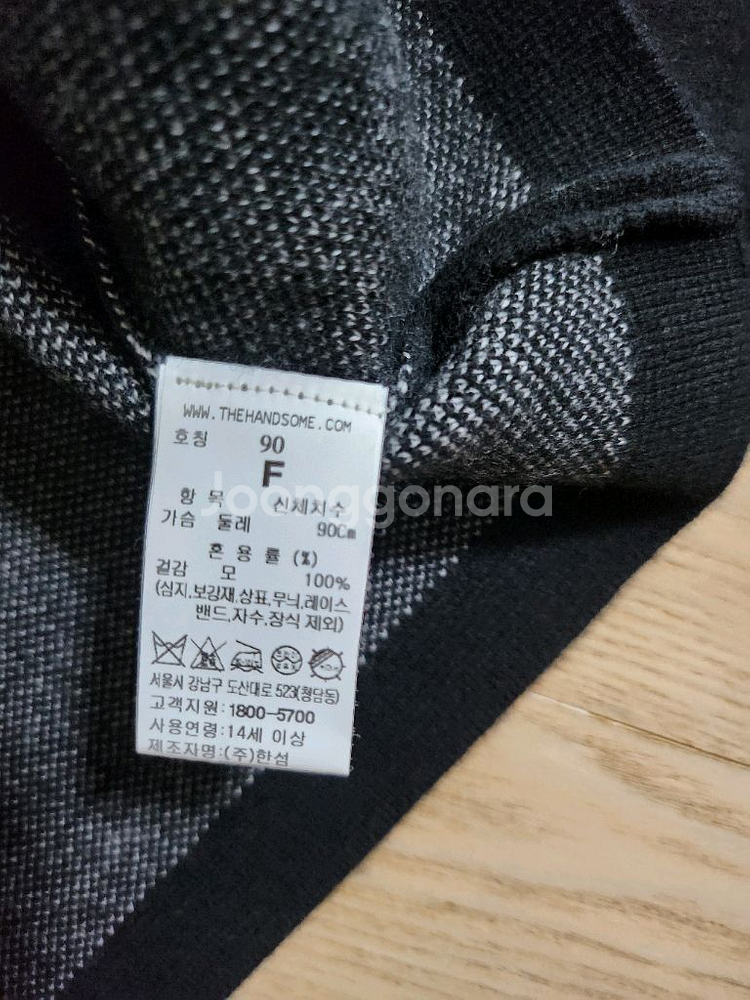 WWW.THEHANDSOME.COM
호칭 90
F
항 목 신체치수
가슴 둘레 90Cm
혼 용 률 (%)
겉감 모 100%
(심지,보강재,상표,무늬,레이스
밴드,자수,장식 제외)
서울시 강남구 도산대로 523(청담동)
고객지원:1800-5700
사용연령:14세 이상
제조자명:(주)한섬
Joonggonara